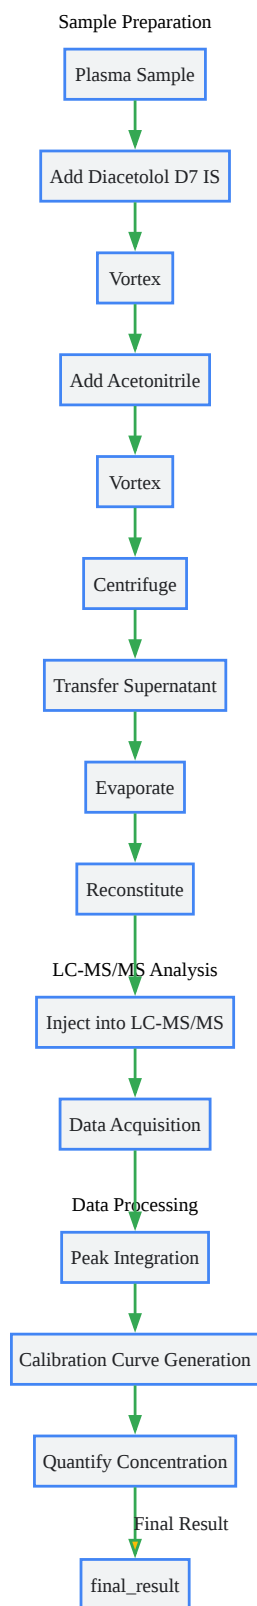 Sample Preparation
Plasma Sample
Add Diacetolol D7 IS
Vortex
Add Acetonitrile
Vortex
Centrifuge
Transfer Supernatant
Evaporate
Reconstitute
LC-MS/MS Analysis
Inject into LC-MS/MS
Data Acquisition
Data Processing
Peak Integration
Calibration Curve Generation
Quantify Concentration
Final Result
final_result